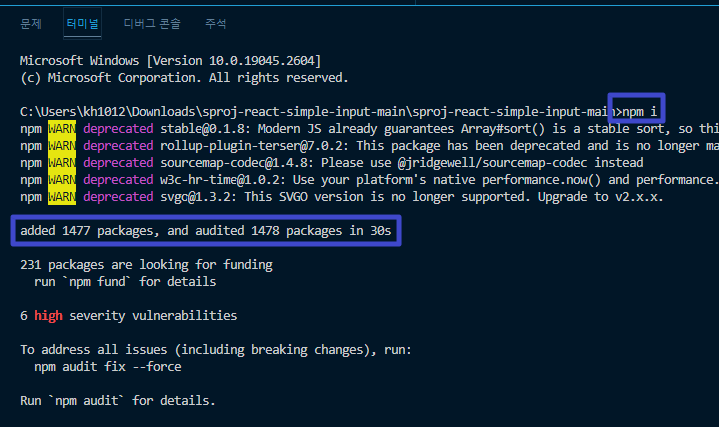 문제 터미널 디버그 콘솔 주석
Microsoft Windows [Version 10.0.19045.2604]
(c) Microsoft Corporation. All rights reserved.
C:\Users\kh1012\Downloads\sproj-react-simple-input-main\sproj-react-simple-input-main>npm i
npm WARN deprecated stable@0.1.8: Modern JS already guarantees Array#sort() is a stable sort, so thi
npm WARN deprecated rollup-plugin-terser@7.0.2: This package has been deprecated and is no longer ma
npm WARN deprecated sourcemap-codec@1.4.8: Please use @jridgewell/sourcemap-codec instead
npm WARN deprecated w3c-hr-time@1.0.2: Use your platform's native performance.now() and performance.
npm WARN deprecated svgo@1.3.2: This SVGO version is no longer supported. Upgrade to v2.x.x.
added 1477 packages, and audited 1478 packages in 30s
231 packages are looking for funding
run `npm fund` for details
6 high severity vulnerabilities
To address all issues (including breaking changes), run:
npm audit fix --force
Run `npm audit` for details.